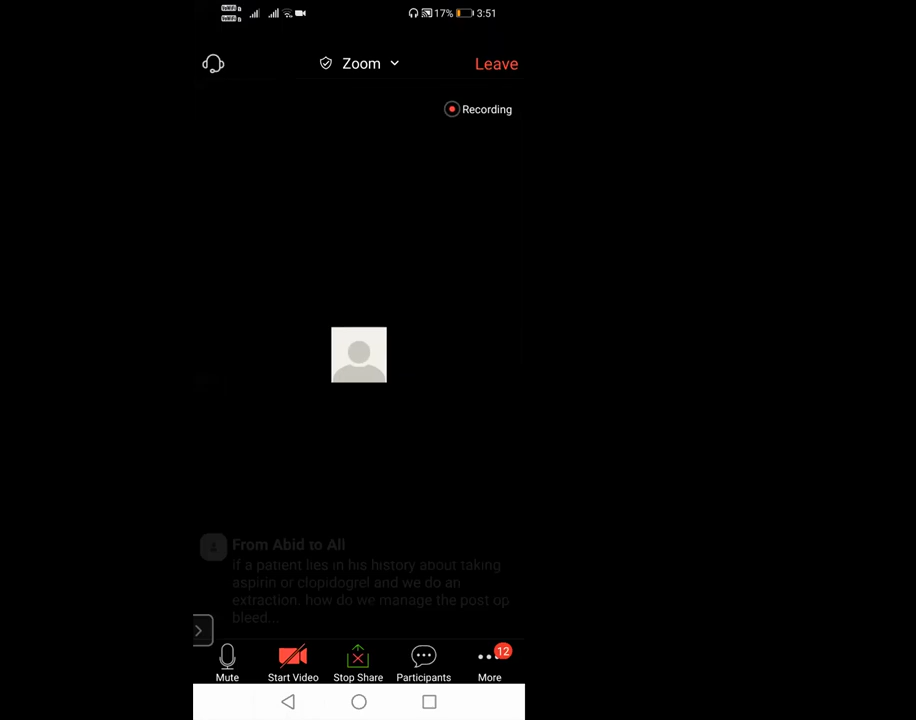 17% 3:51
Zoom
Leave
Recording
From Abid to All
if a patient lies in his history about taking
aspirin or clopidogrel and we do an
extraction. how do we manage the post op
bleed...
12
Mute Start Video Stop Share Participants More